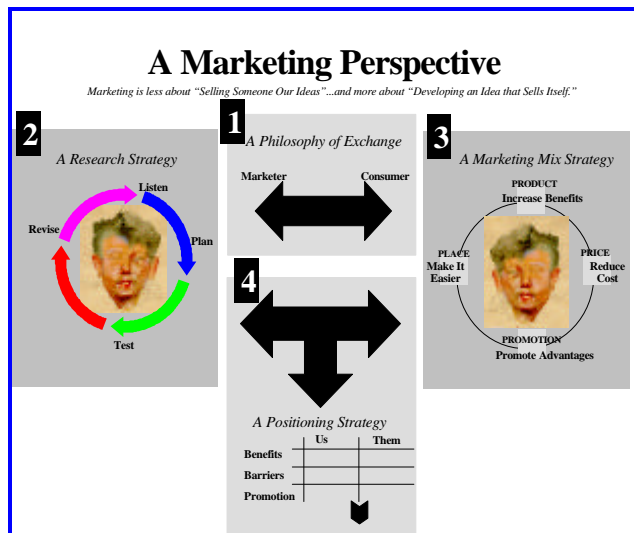 A Marketing Perspective
Marketing is less about “Selling Someone Our Ideas”...and more about “Developing an Idea that Sells Itself.”
1
A Philosophy of Exchange
Marketer Consumer
2
A Research Strategy
Listen
Plan
Test
Revise
3
A Marketing Mix Strategy
PRODUCT
Increase Benefits
PRICE
Reduce
Cost
PROMOTION
Promote Advantages
PLACE
Make It
Easier
4
A Positioning Strategy
Us Them
Benefits
Barriers
Promotion